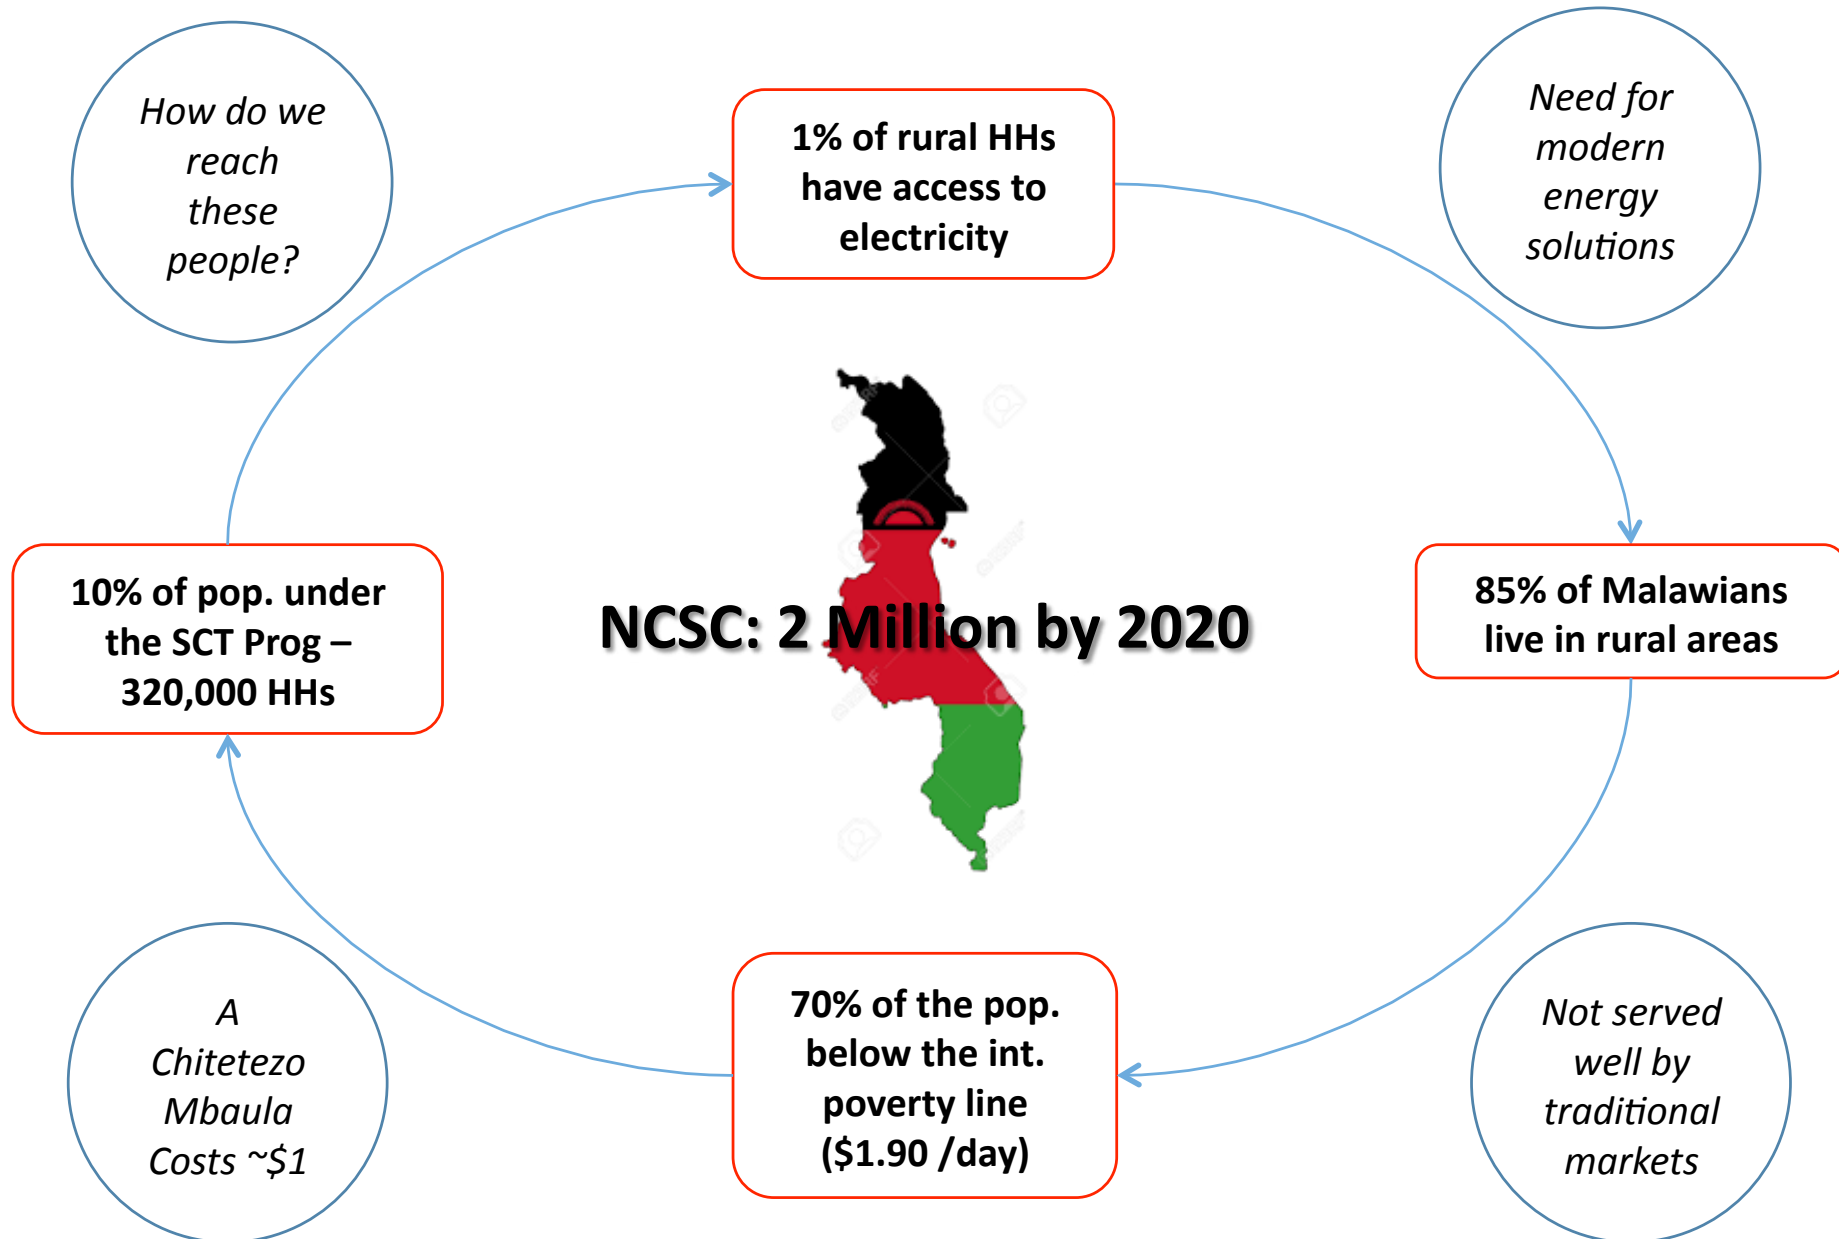 How do we
reach
these
people?
1% of rural HHs
have access to
electricity
Need for
modern
energy
solutions
10% of pop. under
the SCT Prog –
320,000 HHs
NCSC: 2 Million by 2020
85% of Malawians
live in rural areas
A
Chitetezo
Mbaula
Costs ~$1
70% of the pop.
below the int.
poverty line
($1.90 /day)
Not served
well by
traditional
markets